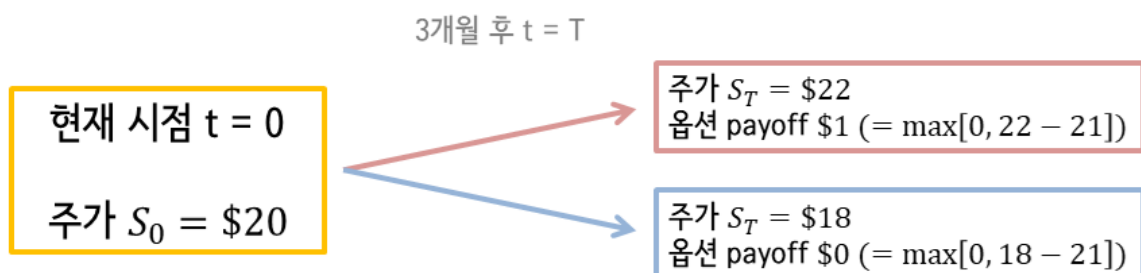 3개월 후 t = T
현재 시점 t = 0
주가 S₀ = $20
주가 S_T = $22
옵션 payoff $1 (= max[0, 22 − 21])
주가 S_T = $18
옵션 payoff $0 (= max[0, 18 − 21])